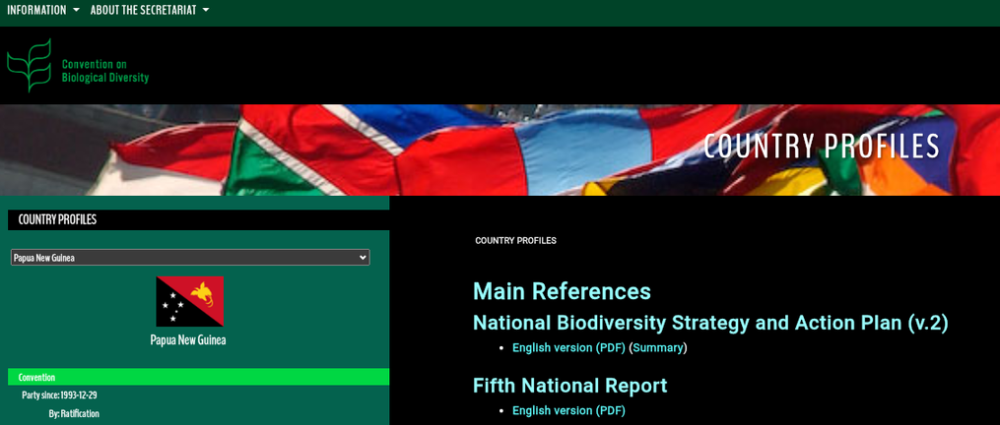 INFORMATION ABOUT THE SECRETARIAT
Convention on
Biological Diversity
COUNTRY PROFILES
COUNTRY PROFILES
Papua New Guinea
Papua New Guinea
Convention
Party since: 1993-12-29
By: Ratification
COUNTRY PROFILES
Main References
National Biodiversity Strategy and Action Plan (v.2)
English version (PDF) (Summary)
Fifth National Report
English version (PDF)